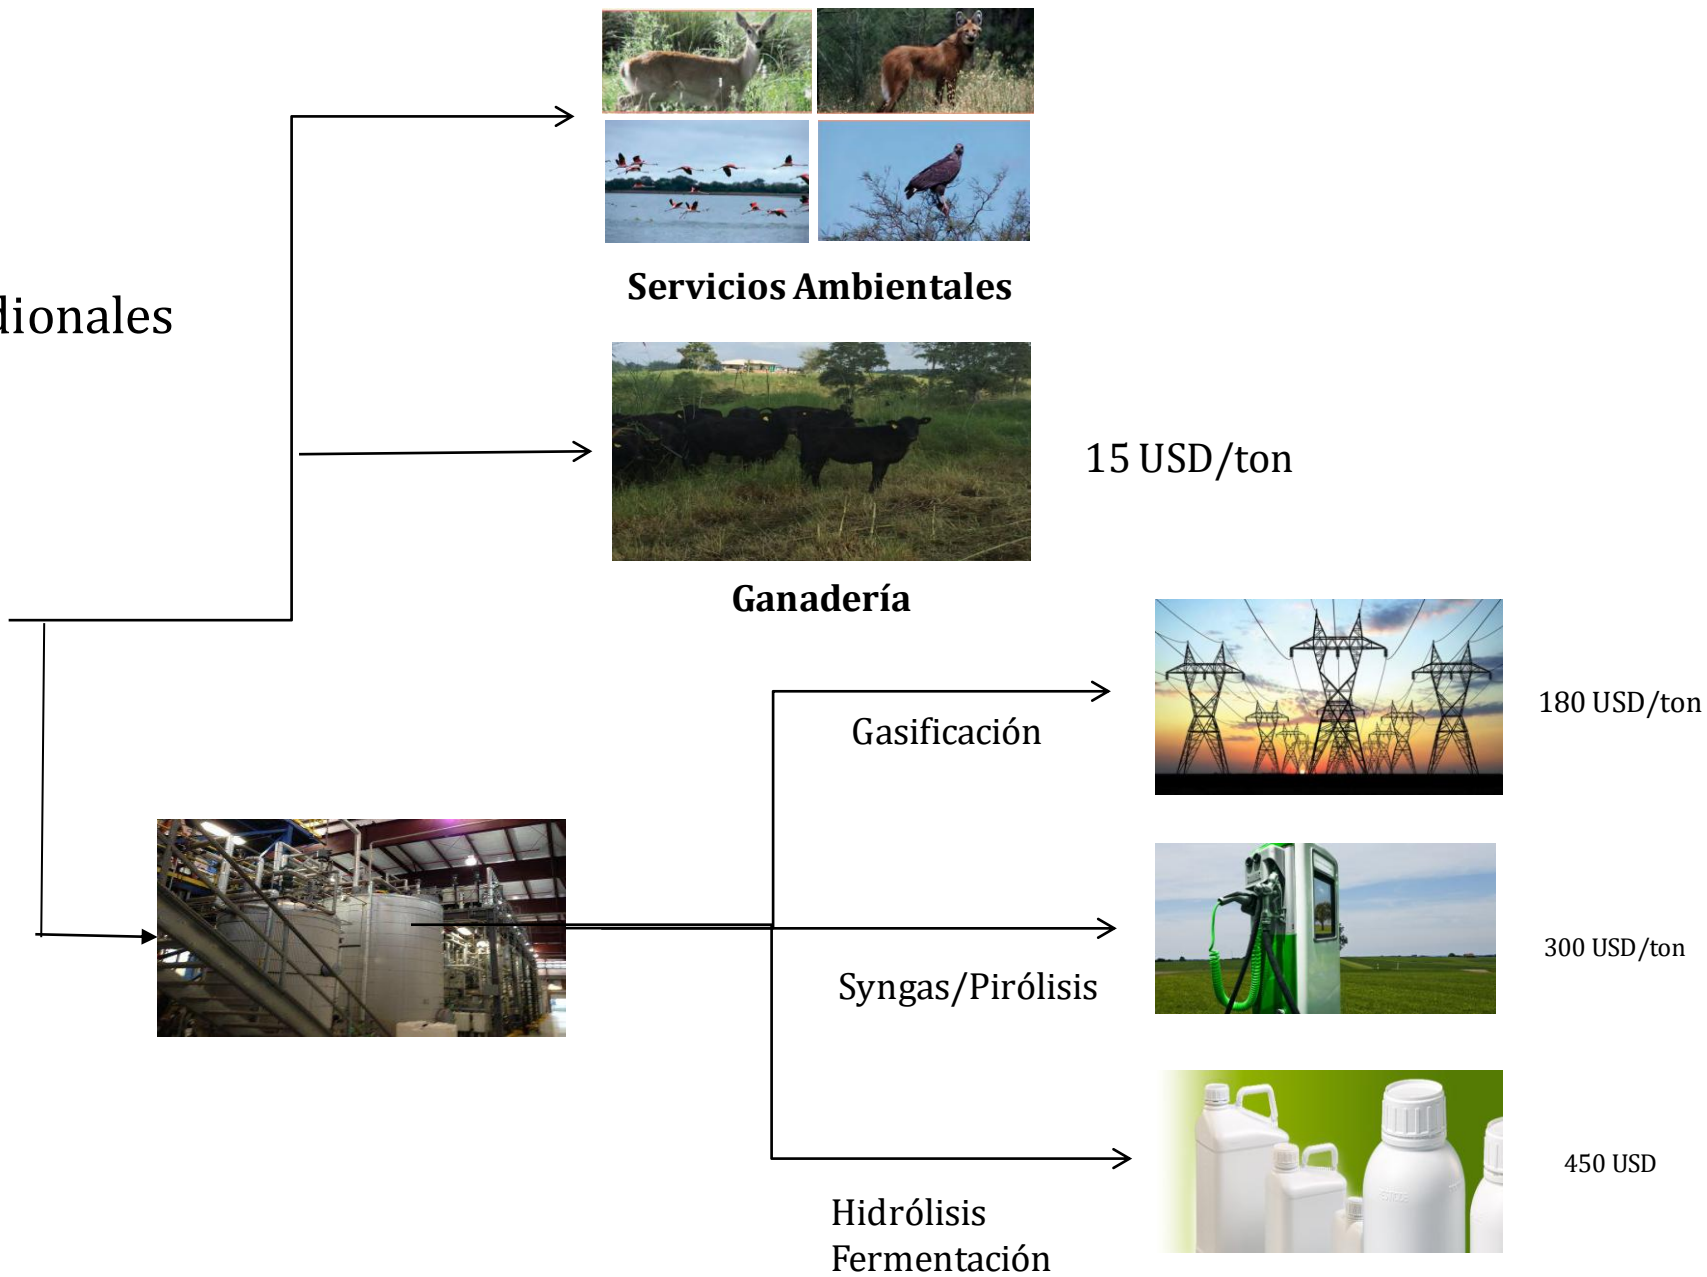 Servicios Ambientales
dionales
15 USD/ton
Ganadería
180 USD/ton
Gasificación
300 USD/ton
Syngas/Pirólisis
450 USD
Hidrólisis
Fermentación